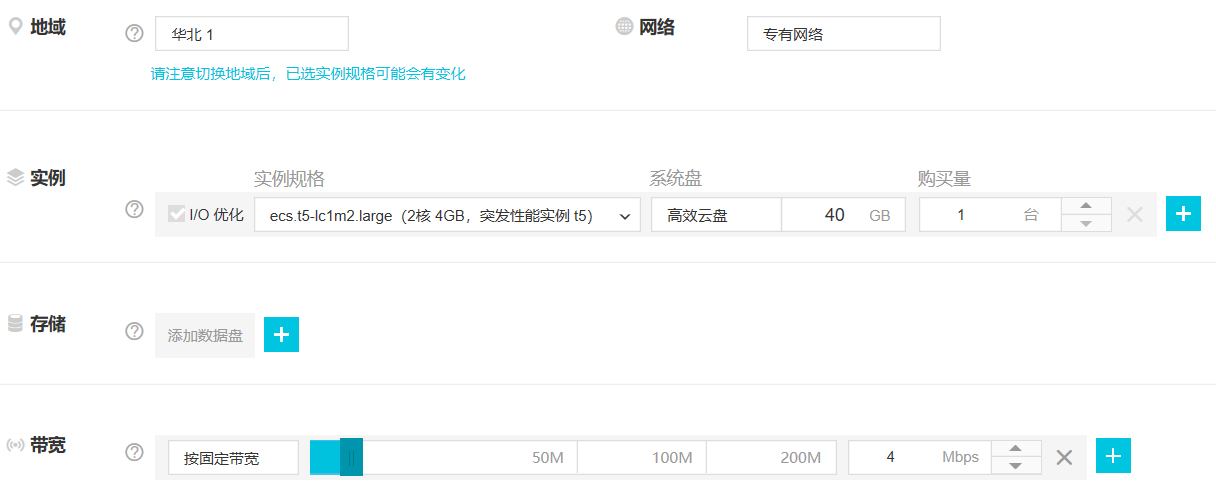 地域 华北 1 网络 专有网络
请注意切换地域后，已选实例规格可能会有变化
实例 实例规格 系统盘 购买量
I/O 优化 ecs.t5-lc1m2.large（2核 4GB，突发性能实例 t5） 高效云盘 40 GB 1 台
存储
添加数据盘
带宽
按固定带宽 50M 100M 200M 4 Mbps